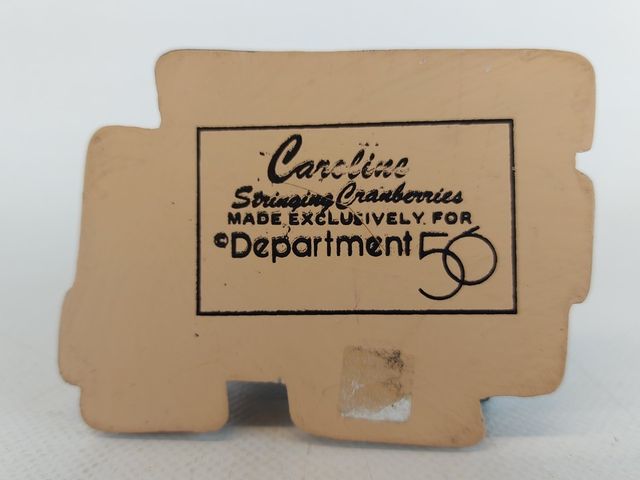 Caroline
Stringing Cranberries
MADE EXCLUSIVELY FOR
©Department 56